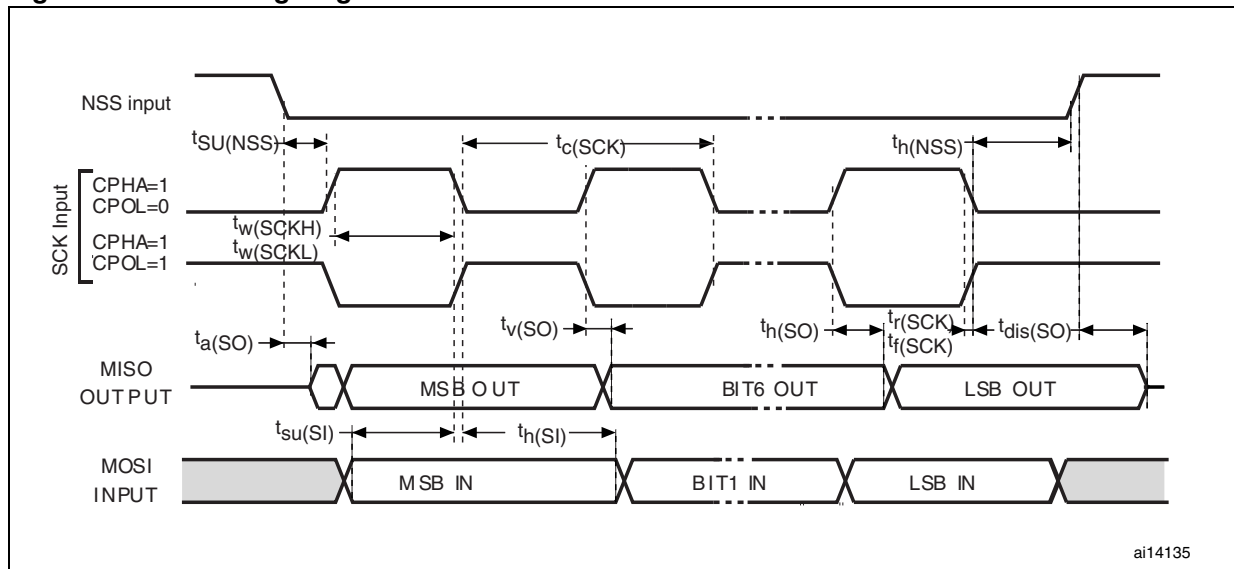 NSS input
tSU(NSS)
tc(SCK)
th(NSS)
SCK Input
CPHA=1
CPOL=0
tw(SCKH)
tw(SCKL)
CPHA=1
CPOL=1
ta(SO)
tv(SO)
th(SO)
tr(SCK)
tf(SCK)
tdis(SO)
MISO
OUTPUT
MSB OUT
BIT6 OUT
LSB OUT
tsu(SI)
th(SI)
MOSI
INPUT
MSB IN
BIT1 IN
LSB IN
ai14135